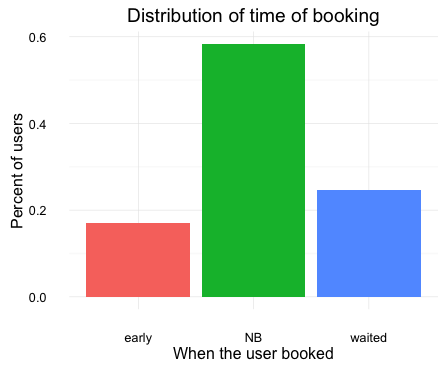 Distribution of time of booking
Percent of users
0.6
0.4
0.2
0.0
early NB waited
When the user booked